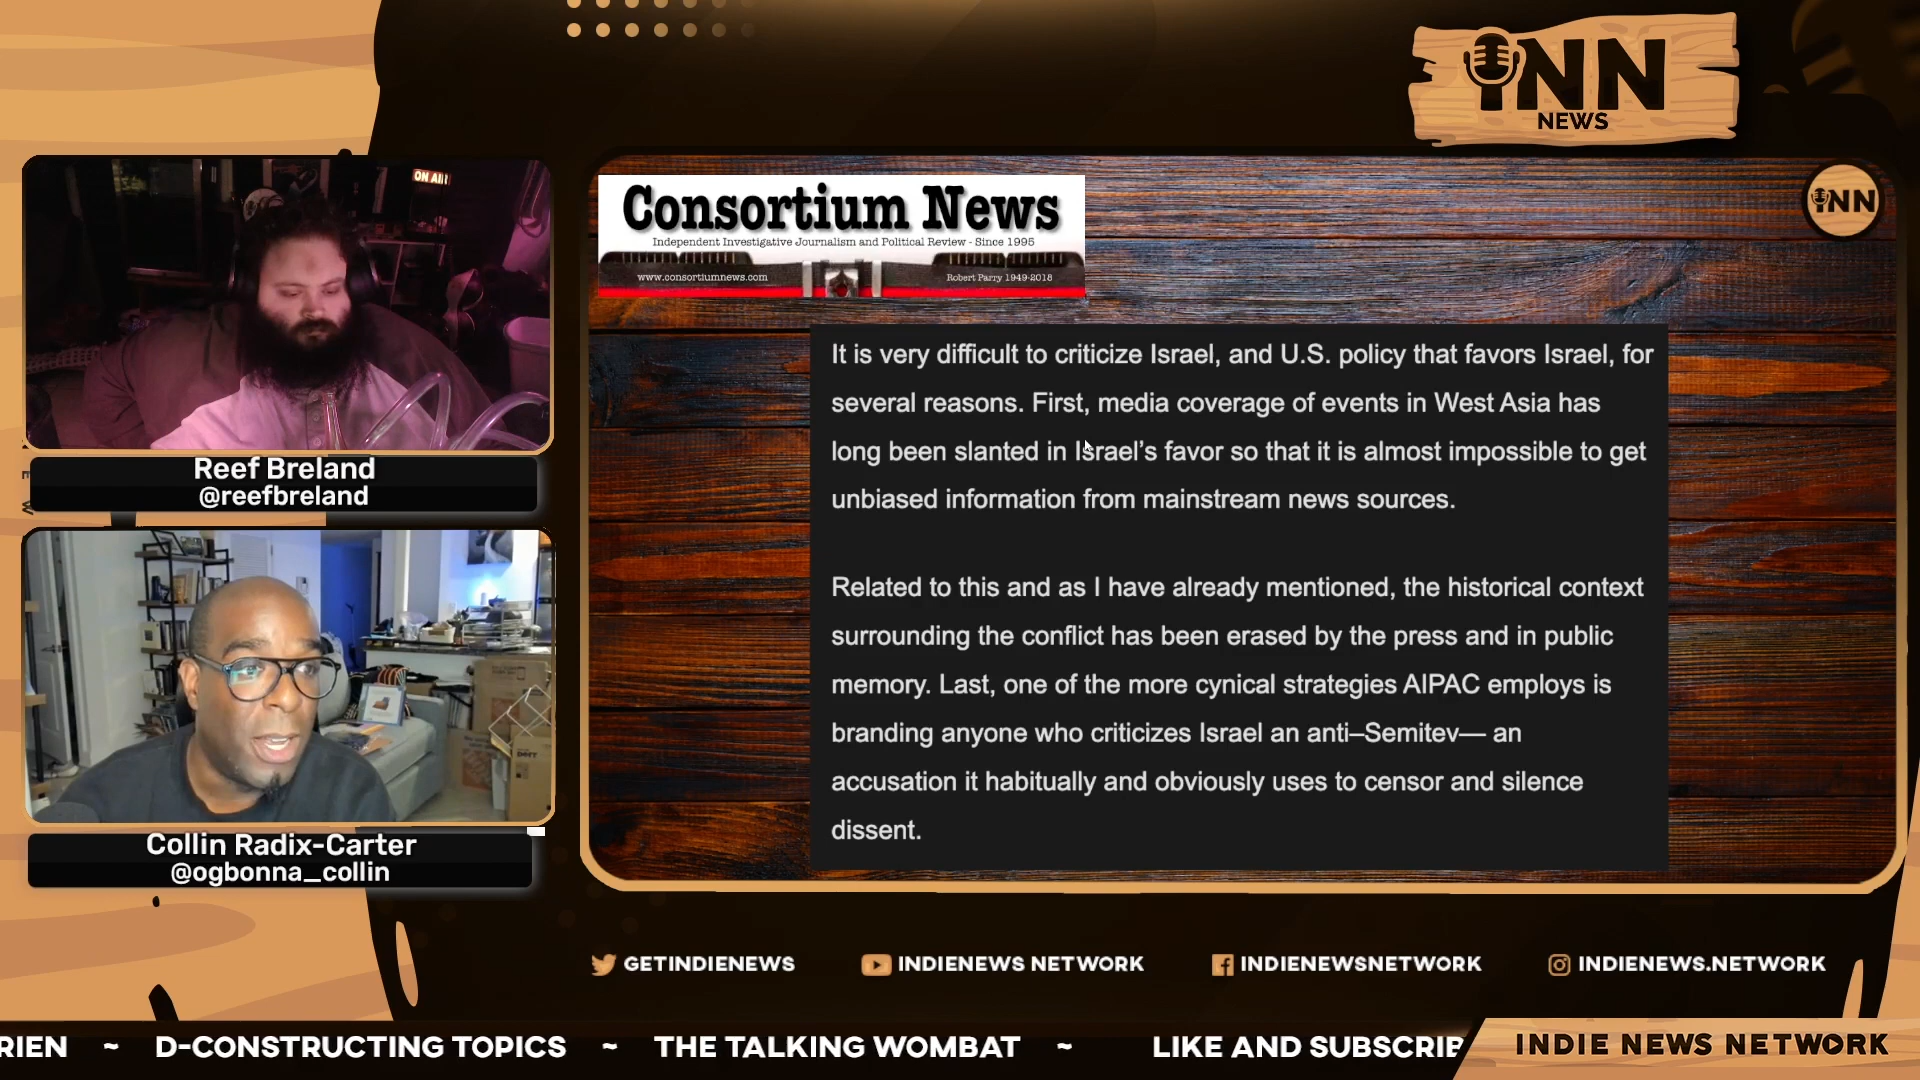 iNN
NEWS
ON AIR
Consortium News
Independent Investigative Journalism and Political Review - Since 1995
www.consortiumnews.com
Robert Parry 1949-2018
iNN
It is very difficult to criticize Israel, and U.S. policy that favors Israel, for
several reasons. First, media coverage of events in West Asia has
long been slanted in Israel’s favor so that it is almost impossible to get
unbiased information from mainstream news sources.
Related to this and as I have already mentioned, the historical context
surrounding the conflict has been erased by the press and in public
memory. Last, one of the more cynical strategies AIPAC employs is
branding anyone who criticizes Israel an anti–Semitev— an
accusation it habitually and obviously uses to censor and silence
dissent.
Reef Breland
@reefbreland
Collin Radix-Carter
@ogbonna_collin
GETINDIENEWS
INDIENEWS NETWORK
INDIENEWSNETWORK
INDIENEWS.NETWORK
RIEN ~ D-CONSTRUCTING TOPICS ~ THE TALKING WOMBAT ~ LIKE AND SUBSCRIB
INDIE NEWS NETWORK